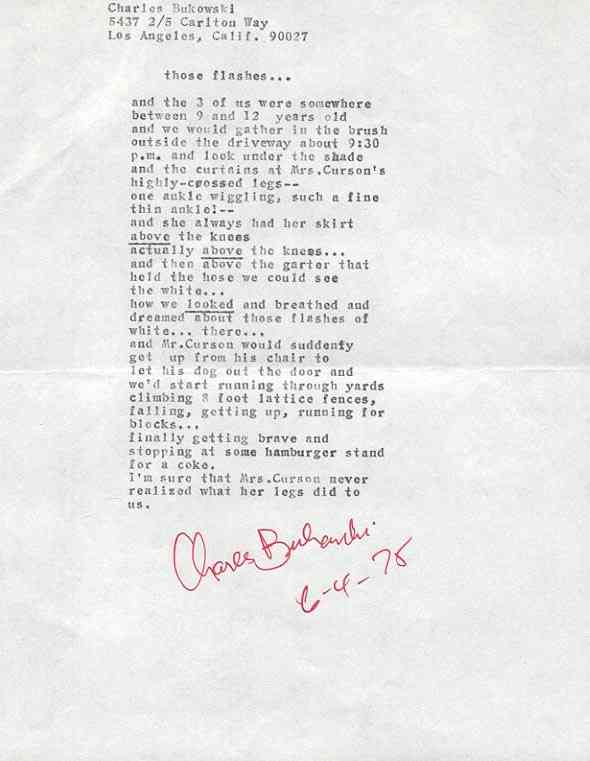 Charles Bukowski
5437 2/5 Carlton Way
Los Angeles, Calif. 90027
those flashes...
and the 3 of us were somewhere
between 9 and 12 years old
and we would gather in the brush
outside the driveway about 9:30
p.m. and look under the shade
and the curtains at Mrs.Curson's
highly-crossed legs--
one ankle wiggling, such a fine
thin ankle!--
and she always had her skirt
above the knees
actually above the knees...
and then above the garter that
held the hose we could see
the white...
how we looked and breathed and
dreamed about those flashes of
white... there...
and Mr.Curson would suddenty
get up from his chair to
let his dog out the door and
we'd start running through yards
climbing 8 foot lattice fences,
falling, getting up, running for
blocks...
finally getting brave and
stopping at some hamburger stand
for a coke.
I'm sure that Mrs.Curson never
realized what her legs did to
us.
Charles Bukowski
6-4-75